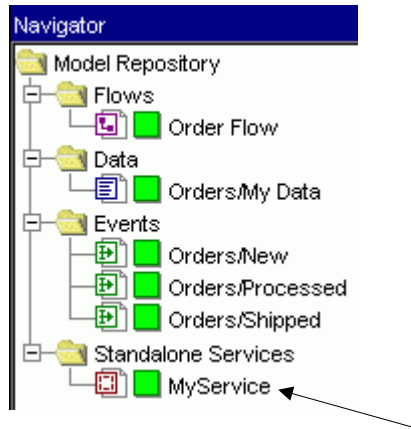 Navigator
Model Repository
Flows
Order Flow
Data
Orders/My Data
Events
Orders/New
Orders/Processed
Orders/Shipped
Standalone Services
MyService